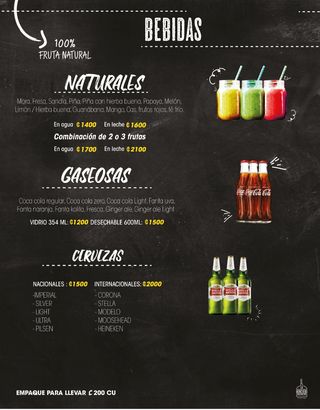 BEBIDAS
100%
FRUTA NATURAL
NATURALES
Mora, Fresa, Sandía, Piña, Piña con hierba buena, Papaya, Melón,
Limón /Hierba buena, Guanábana, Mango, Cas, frutos rojos, té frío.
En agua ₡1400 En leche ₡1600
Combinación de 2 o 3 frutas
En agua ₡1700 En leche ₡2100
GASEOSAS
Coca cola regular, Coca cola zero, Coca cola Light, Fanta uva,
Fanta naranja, Fanta kolita, Fresca, Ginger ale, Ginger ale Light
VIDRIO 354 ML: ₡1200 DESECHABLE 600ML: ₡1500
CERVEZAS
NACIONALES : ₡1500 INTERNACIONALES: ₡2000
-IMPERIAL - CORONA
- SILVER - STELLA
- LIGHT - MODELO
- ULTRA - MOOSEHEAD
- PILSEN - HEINEKEN
EMPAQUE PARA LLEVAR ₡ 200 CU